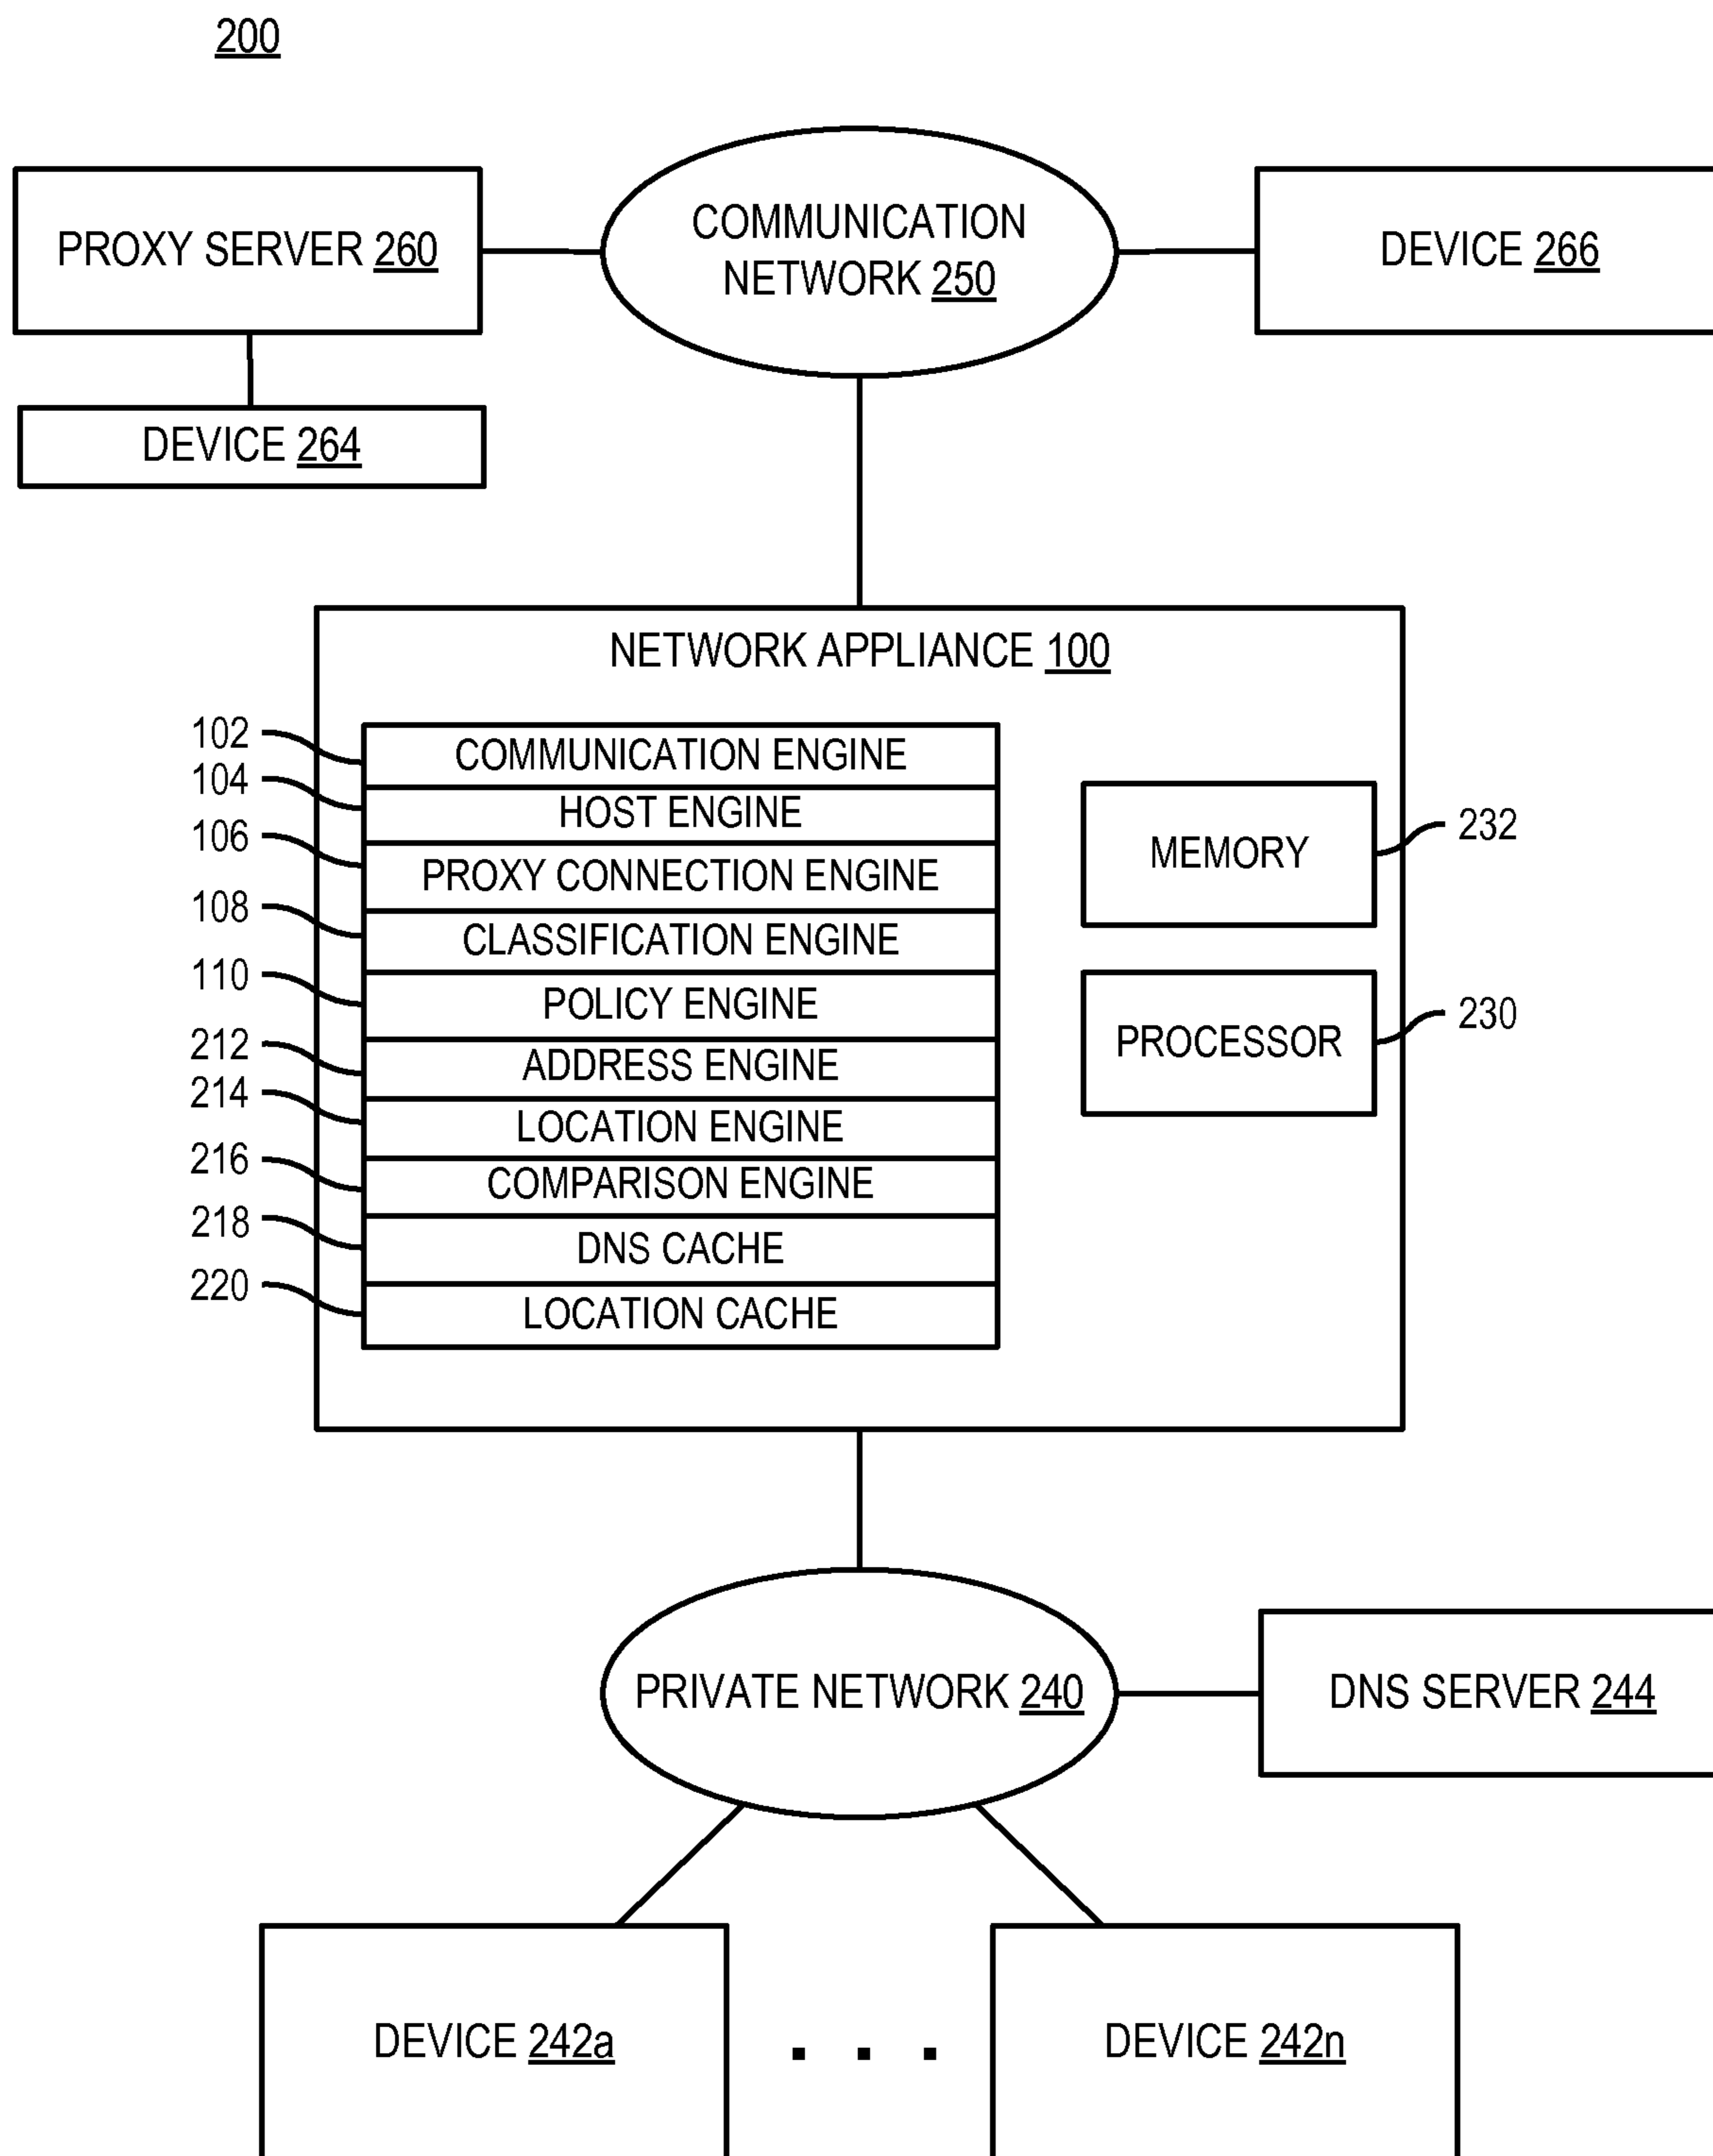 200
PROXY SERVER 260
COMMUNICATION
NETWORK 250
DEVICE 266
DEVICE 264
NETWORK APPLIANCE 100
102
COMMUNICATION ENGINE
104
HOST ENGINE
106
PROXY CONNECTION ENGINE
108
CLASSIFICATION ENGINE
110
POLICY ENGINE
212
ADDRESS ENGINE
214
LOCATION ENGINE
216
COMPARISON ENGINE
218
DNS CACHE
220
LOCATION CACHE
MEMORY
232
PROCESSOR
230
PRIVATE NETWORK 240
DNS SERVER 244
DEVICE 242a
. . .
DEVICE 242n